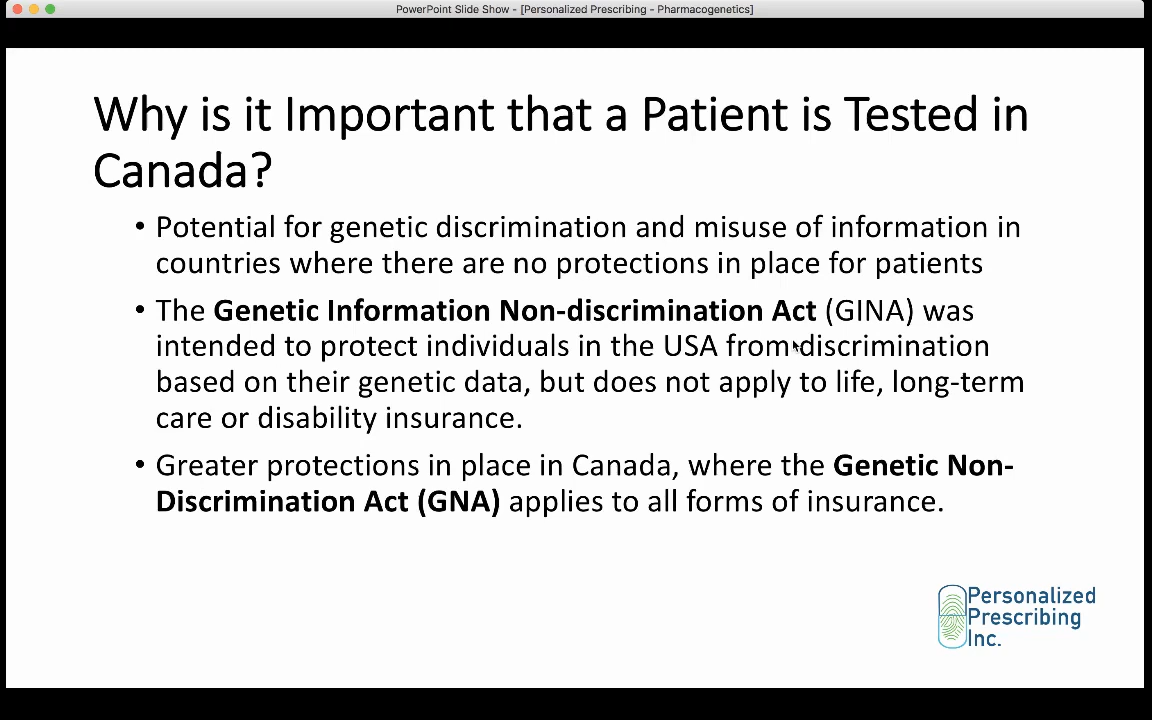 PowerPoint Slide Show - [Personalized Prescribing - Pharmacogenetics]
Why is it Important that a Patient is Tested in
Canada?
• Potential for genetic discrimination and misuse of information in
countries where there are no protections in place for patients
• The Genetic Information Non-discrimination Act (GINA) was
intended to protect individuals in the USA from discrimination
based on their genetic data, but does not apply to life, long-term
care or disability insurance.
• Greater protections in place in Canada, where the Genetic Non-
Discrimination Act (GNA) applies to all forms of insurance.
Personalized
Prescribing
Inc.